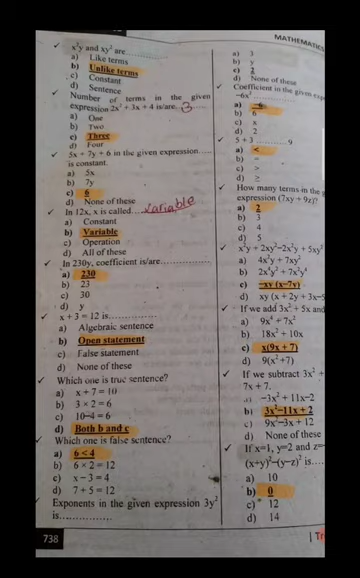 ✓ x²y and xy² are..........
a) Like terms
b) Unlike terms
c) Constant
d) Sentence
✓ Number of terms in the given
expression 2x² + 3x + 4 is/are.. 3
a) One
b) Two
c) Three
d) Four
✓ 5x + 7y + 6 in the given expression.....
is constant.
a) 5x
b) 7y
c) 6
d) None of these
✓ In 12x, x is called.... variable
a) Constant
b) Variable
c) Operation
d) All of these
✓ In 230y, coefficient is/are..............
a) 230
b) 23
c) 30
d) y
✓ x + 3 = 12 is...............
a) Algebraic sentence
b) Open statement
c) False statement
d) None of these
✓ Which one is true sentence?
a) x + 7 = 10
b) 3 × 2 = 6
c) 10-4 = 6
d) Both b and c
✓ Which one is false sentence?
a) 6 < 4
b) 6 × 2 = 12
c) x – 3 = 4
d) 7 + 5 = 12
✓ Exponents in the given expression 3y²
is...............
738
MATHEMATICS
a) 3
b) y
c) 2
d) None of these
✓ Coefficient in the given
–6x²..............
a) –6
b) 6
c) x
d) 2
✓ 5 + 3 ............. 9
a) <
b) =
c) >
d) ≥
✓ How many terms in the
expression (7xy + 9z)?
a) 2
b) 3
c) 4
d) 5
✓ x²y + 2xy²–2x²y + 5xy²
a) 4x²y + 7xy²
b) 2x⁴y² + 7x²y⁴
c) –xy (x–7y)
d) xy (x + 2y + 3x–5
✓ If we add 3x² + 5x and
a) 9x⁴ + 7x²
b) 18x² + 10x
c) x(9x + 7)
d) 9(x²+7)
✓ If we subtract 3x² +
7x + 7.
a) –3x² + 11x–2
b) 3x²–11x + 2
c) 9x²–3x + 12
d) None of these
✓ If x=1, y=2 and z=
(x+y)²–(y–z)² is....
a) 10
b) 0
c) 12
d) 14